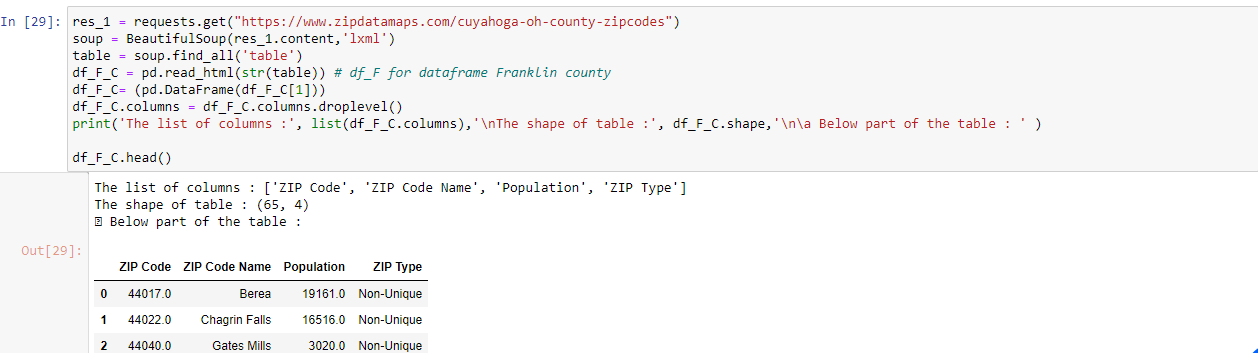 In [29]: res_1 = requests.get("https://www.zipdatamaps.com/cuyahoga-oh-county-zipcodes")
soup = BeautifulSoup(res_1.content,'lxml')
table = soup.find_all('table')
df_F_C = pd.read_html(str(table)) # df_F for dataframe Franklin county
df_F_C= (pd.DataFrame(df_F_C[1]))
df_F_C.columns = df_F_C.columns.droplevel()
print('The list of columns :', list(df_F_C.columns),'\nThe shape of table :', df_F_C.shape,'\n\a Below part of the table : ' )
df_F_C.head()
The list of columns : ['ZIP Code', 'ZIP Code Name', 'Population', 'ZIP Type']
The shape of table : (65, 4)
Below part of the table :
Out[29]:
ZIP Code ZIP Code Name Population ZIP Type
0 44017.0 Berea 19161.0 Non-Unique
1 44022.0 Chagrin Falls 16516.0 Non-Unique
2 44040.0 Gates Mills 3020.0 Non-Unique